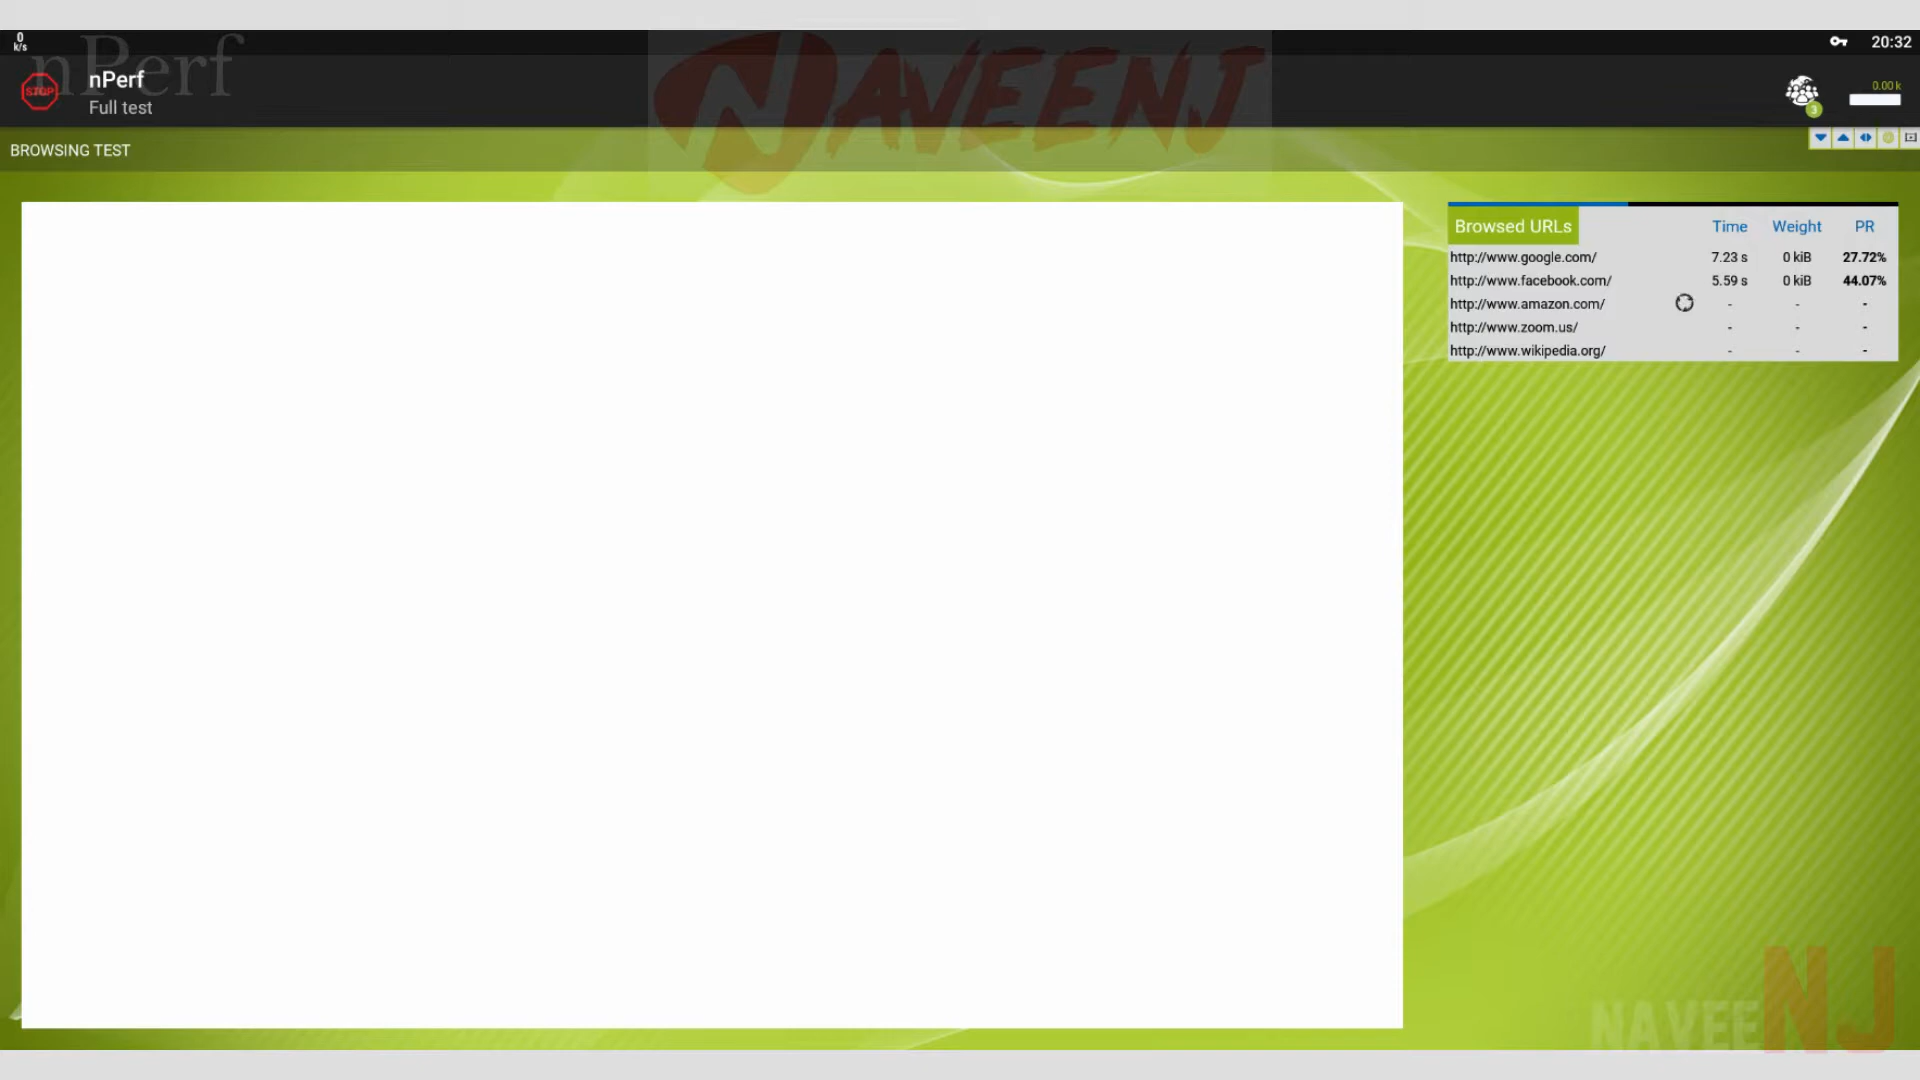 0
k/s
20:32
nPerf
NAVEENJ
STOP
nPerf
Full test
3
0.00 k
BROWSING TEST
Browsed URLs Time Weight PR
http://www.google.com/ 7.23 s 0 kiB 27.72%
http://www.facebook.com/ 5.59 s 0 kiB 44.07%
http://www.amazon.com/ - - -
http://www.zoom.us/ - - -
http://www.wikipedia.org/ - - -
NAVEENJ